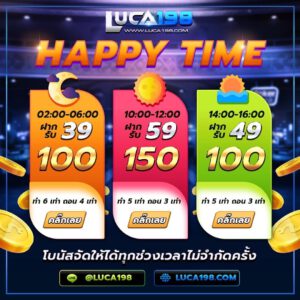 LUCA198
WWW.LUCA198.COM
HAPPY TIME
02:00-06:00
ฝาก 39
รับ
100
ทำ 6 เท่า ถอน 4 เท่า
คลิ๊กเลย
10:00-12:00
ฝาก 59
รับ
150
ทำ 5 เท่า ถอน 3 เท่า
คลิ๊กเลย
14:00-16:00
ฝาก 49
รับ
100
ทำ 5 เท่า ถอน 3 เท่า
คลิ๊กเลย
โบนัสจัดให้ได้ทุกช่วงเวลาไม่จำกัดครั้ง
@LUCA198
LUCA198.COM